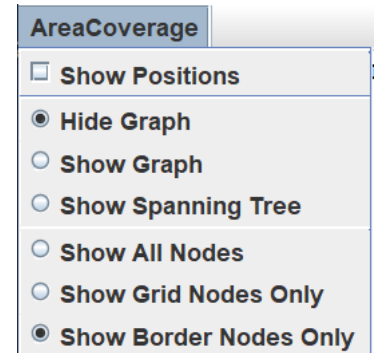 AreaCoverage
Show Positions
Hide Graph
Show Graph
Show Spanning Tree
Show All Nodes
Show Grid Nodes Only
Show Border Nodes Only